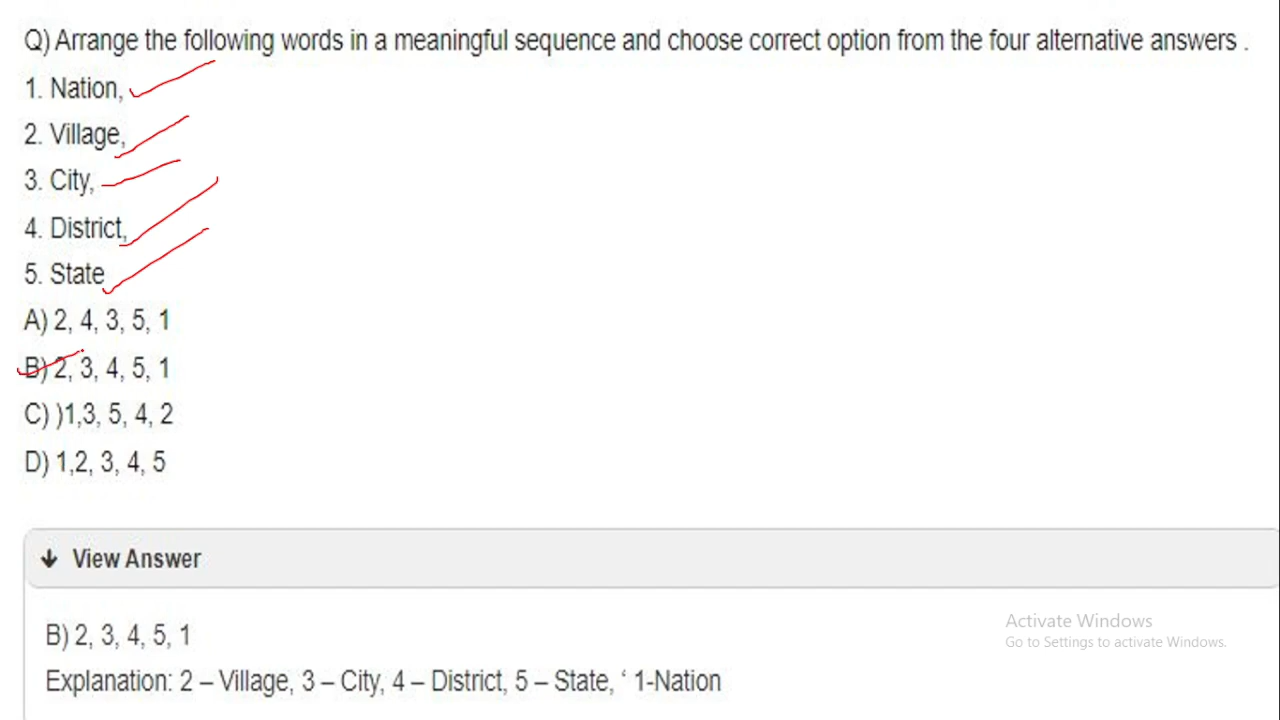 Q) Arrange the following words in a meaningful sequence and choose correct option from the four alternative answers .
1. Nation,
2. Village,
3. City,
4. District,
5. State
A) 2, 4, 3, 5, 1
B) 2, 3, 4, 5, 1
C) )1,3, 5, 4, 2
D) 1,2, 3, 4, 5
View Answer
B) 2, 3, 4, 5, 1
Explanation: 2 – Village, 3 – City, 4 – District, 5 – State, ‘ 1-Nation
Activate Windows
Go to Settings to activate Windows.